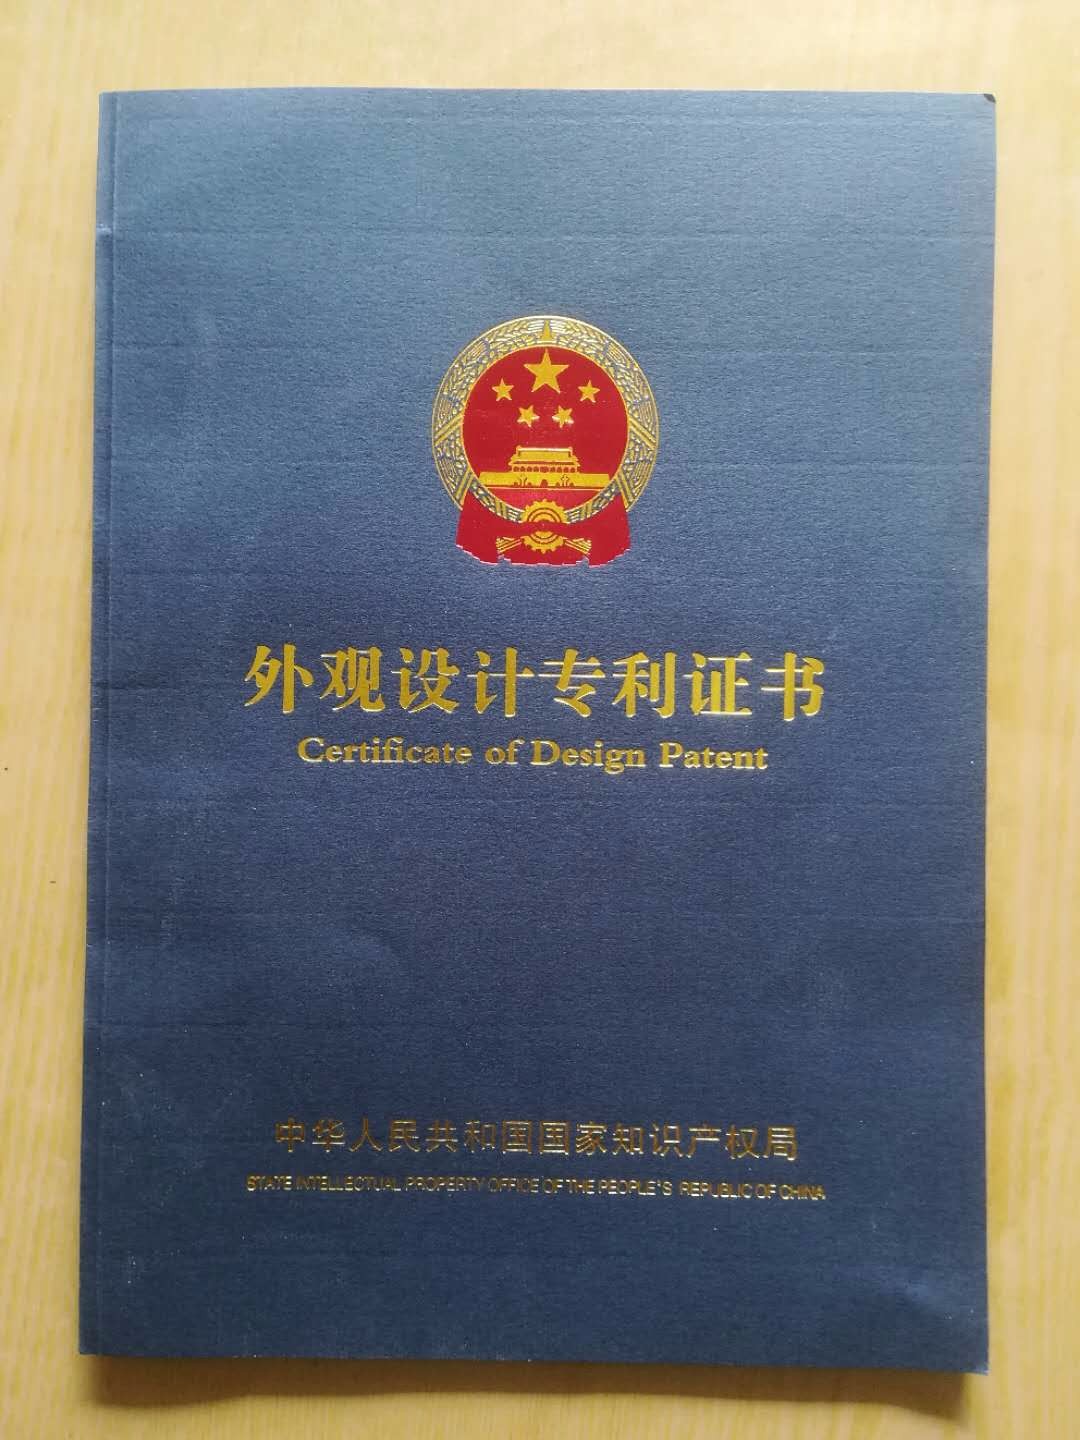 外观设计专利证书
Certificate of Design Patent
中华人民共和国国家知识产权局
STATE INTELLECTUAL PROPERTY OFFICE OF THE PEOPLE'S REPUBLIC OF CHINA